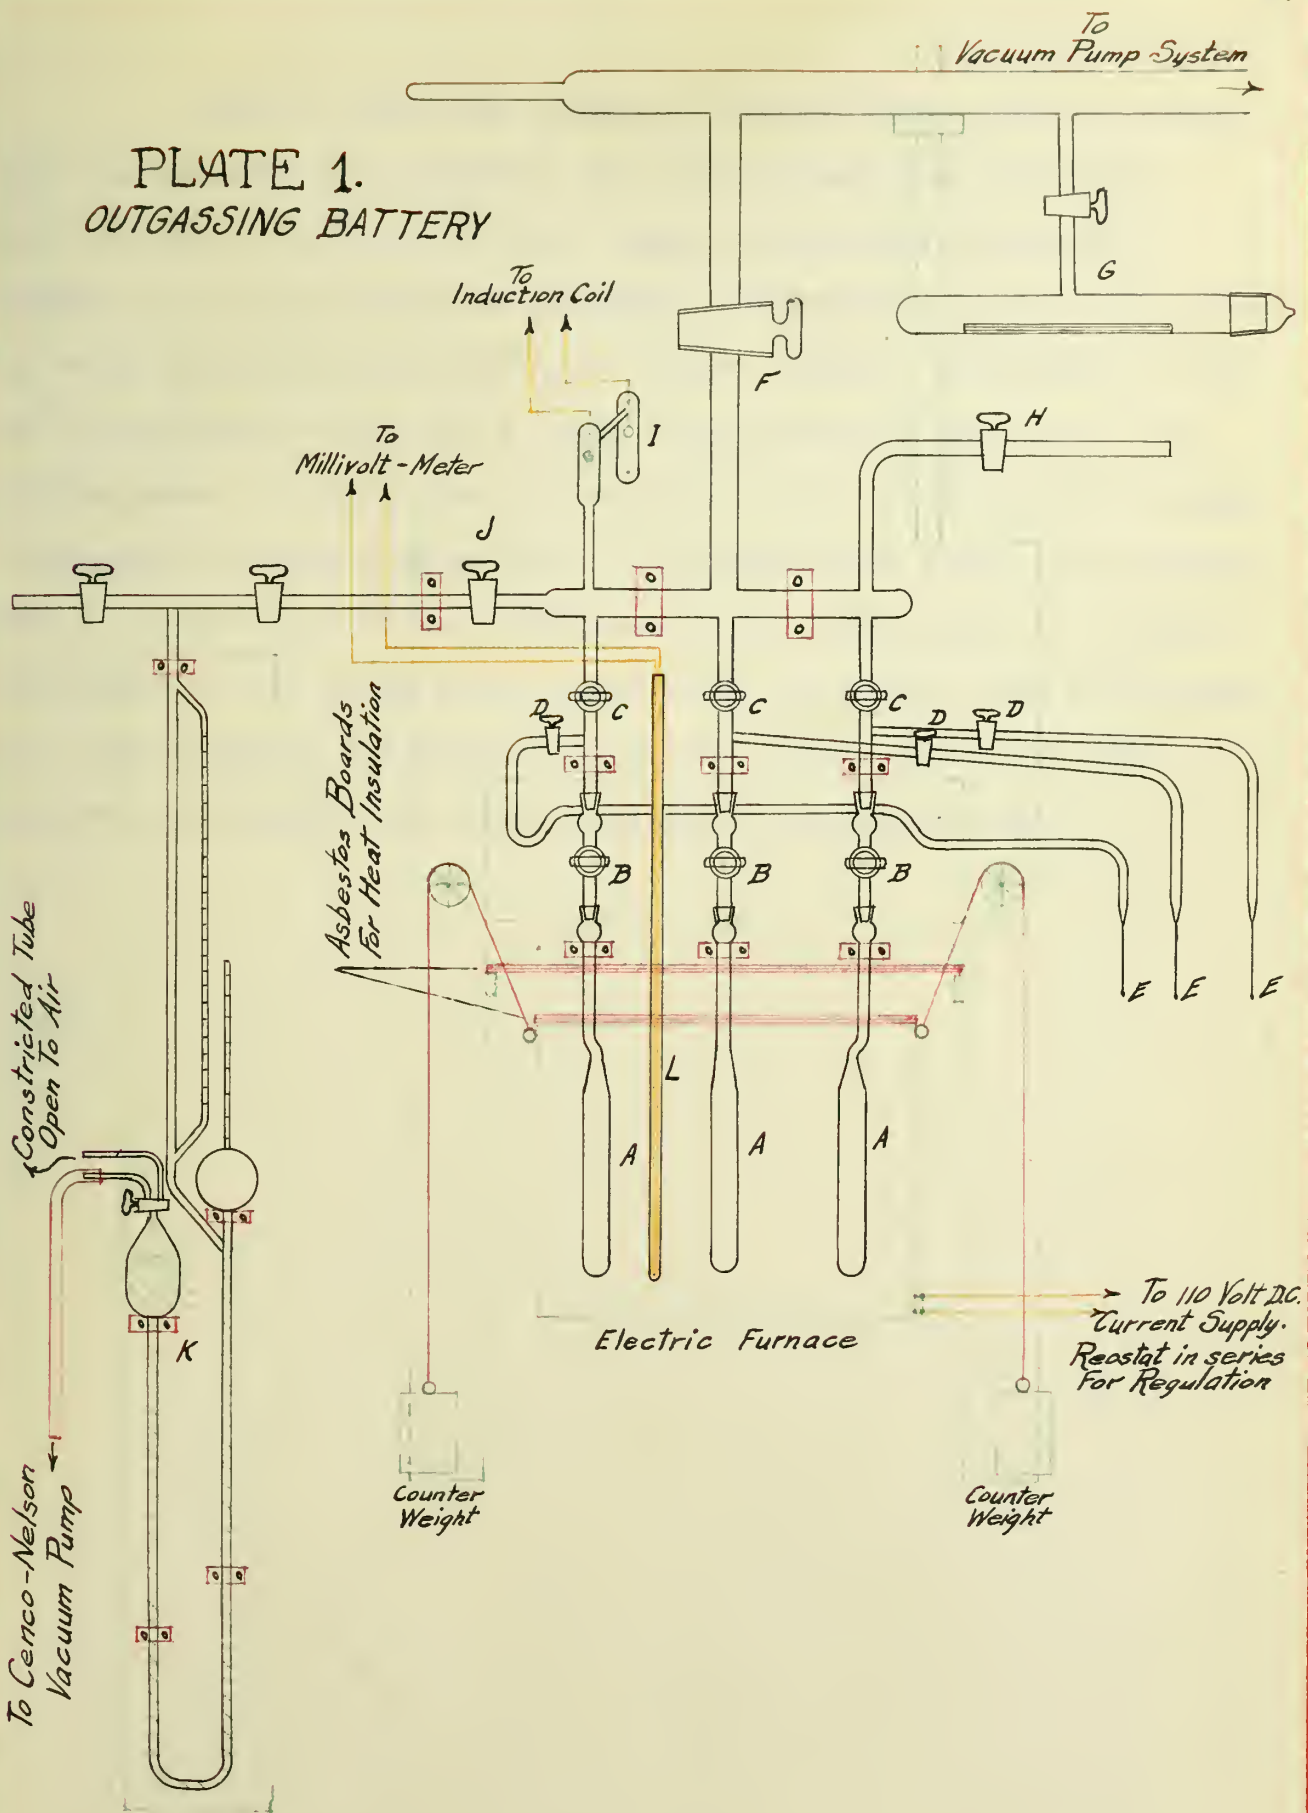 To
Vacuum Pump System
PLATE 1.
OUTGASSING BATTERY
G
To
Induction Coil
F
I
H
To
Millivolt-Meter
J
C
C
C
D
D
D
Asbestos Boards
For Heat Insulation
B
B
B
E
E
E
Constricted Tube
Open To Air
L
A
A
A
K
Electric Furnace
To 110 Volt D.C.
Current Supply.
Reostat in series
For Regulation
Counter
Weight
Counter
Weight
To Cenco-Nelson
Vacuum Pump